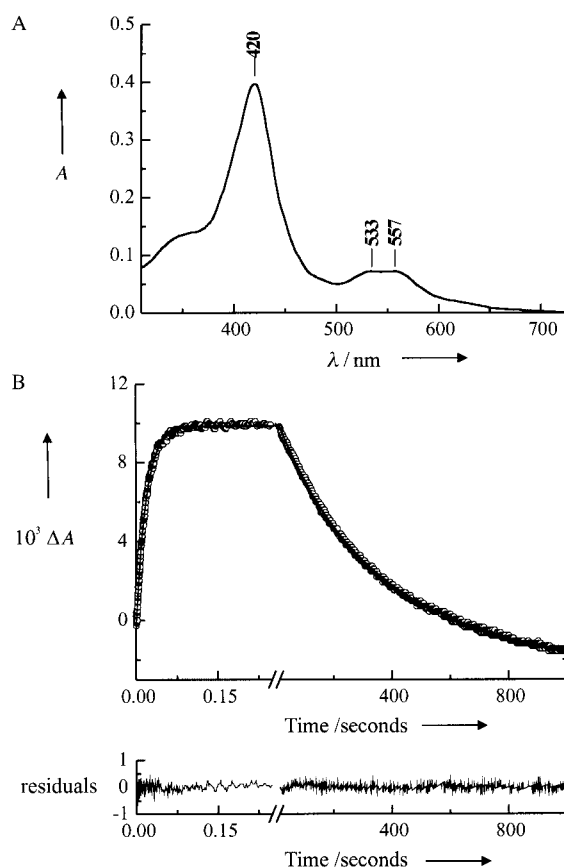 A
0.5
0.4
0.3
0.2
0.1
0.0
A
420
533
557
400 500 600 700
λ / nm
B
12
8
4
0
10³ ΔA
0.00 0.15 400 800
Time /seconds
residuals
1
0
-1
0.00 0.15 400 800
Time /seconds